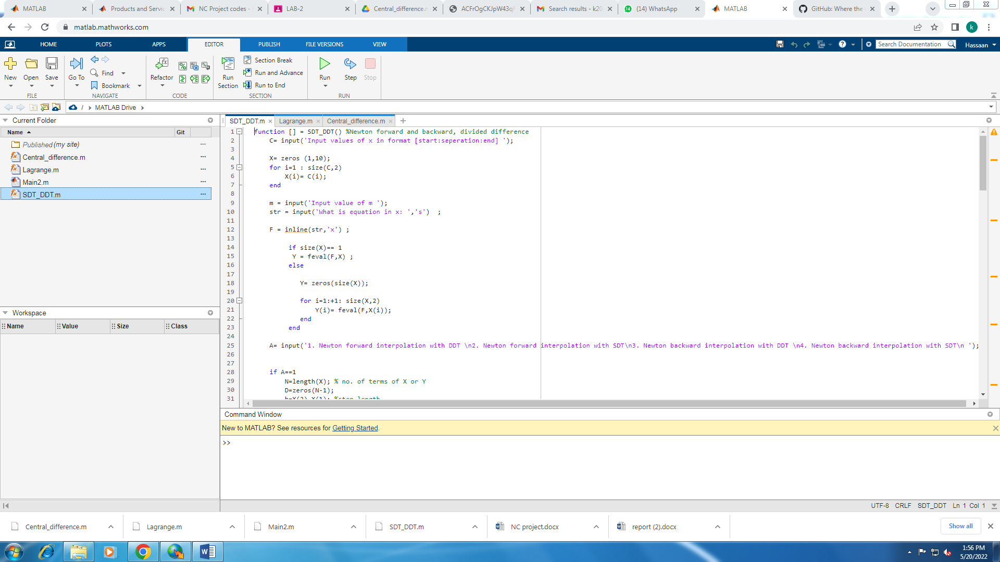 MATLAB
Products and Servic
NC Project codes -
LAB-2
Central_difference.m
ACFrOgCKJpW43qF
Search results - k20
(14) WhatsApp
MATLAB
GitHub: Where the
matlab.mathworks.com
k
HOME PLOTS APPS EDITOR PUBLISH FILE VERSIONS VIEW
Search Documentation
Hassaan
New Open Save
FILE
Go To Find
Bookmark
NAVIGATE
Refactor
CODE
Run Section
Section Break
Run and Advance
Run to End
SECTION
Run Step Stop
RUN
/ MATLAB Drive
Current Folder
Name Git
Published (my site)
Central_difference.m
Lagrange.m
Main2.m
SDT_DDT.m
Workspace
Name Value Size Class
SDT_DDT.m Lagrange.m Central_difference.m
1 function [] = SDT_DDT() %Newton forward and backward, divided difference
2 C= input('Input values of x in format [start:seperation:end] ');
3
4 X= zeros (1,10);
5 for i=1 : size(C,2)
6 X(i)= C(i);
7 end
8
9 m = input('Input value of m ');
10 str = input('What is equation in x: ','s')  ;
11
12 F = inline(str,'x') ;
13
14 if size(X)== 1
15 Y = feval(F,X) ;
16 else
17
18 Y= zeros(size(X));
19
20 for i=1:+1: size(X,2)
21 Y(i)= feval(F,X(i));
22 end
23 end
24
25 A= input('1. Newton forward interpolation with DDT \n2. Newton forward interpolation with SDT\n3. Newton backward interpolation with DDT \n4. Newton backward interpolation with SDT\n ');
26
27
28 if A==1
29 N=length(X); % no. of terms of X or Y
30 D=zeros(N-1);
31 h=X(2)-X(1); %step length
Command Window
New to MATLAB? See resources for Getting Started.
>>
UTF-8 CRLF SDT_DDT Ln 1 Col 1
Central_difference.m
Lagrange.m
Main2.m
SDT_DDT.m
NC project.docx
report (2).docx
Show all
1:56 PM
5/20/2022